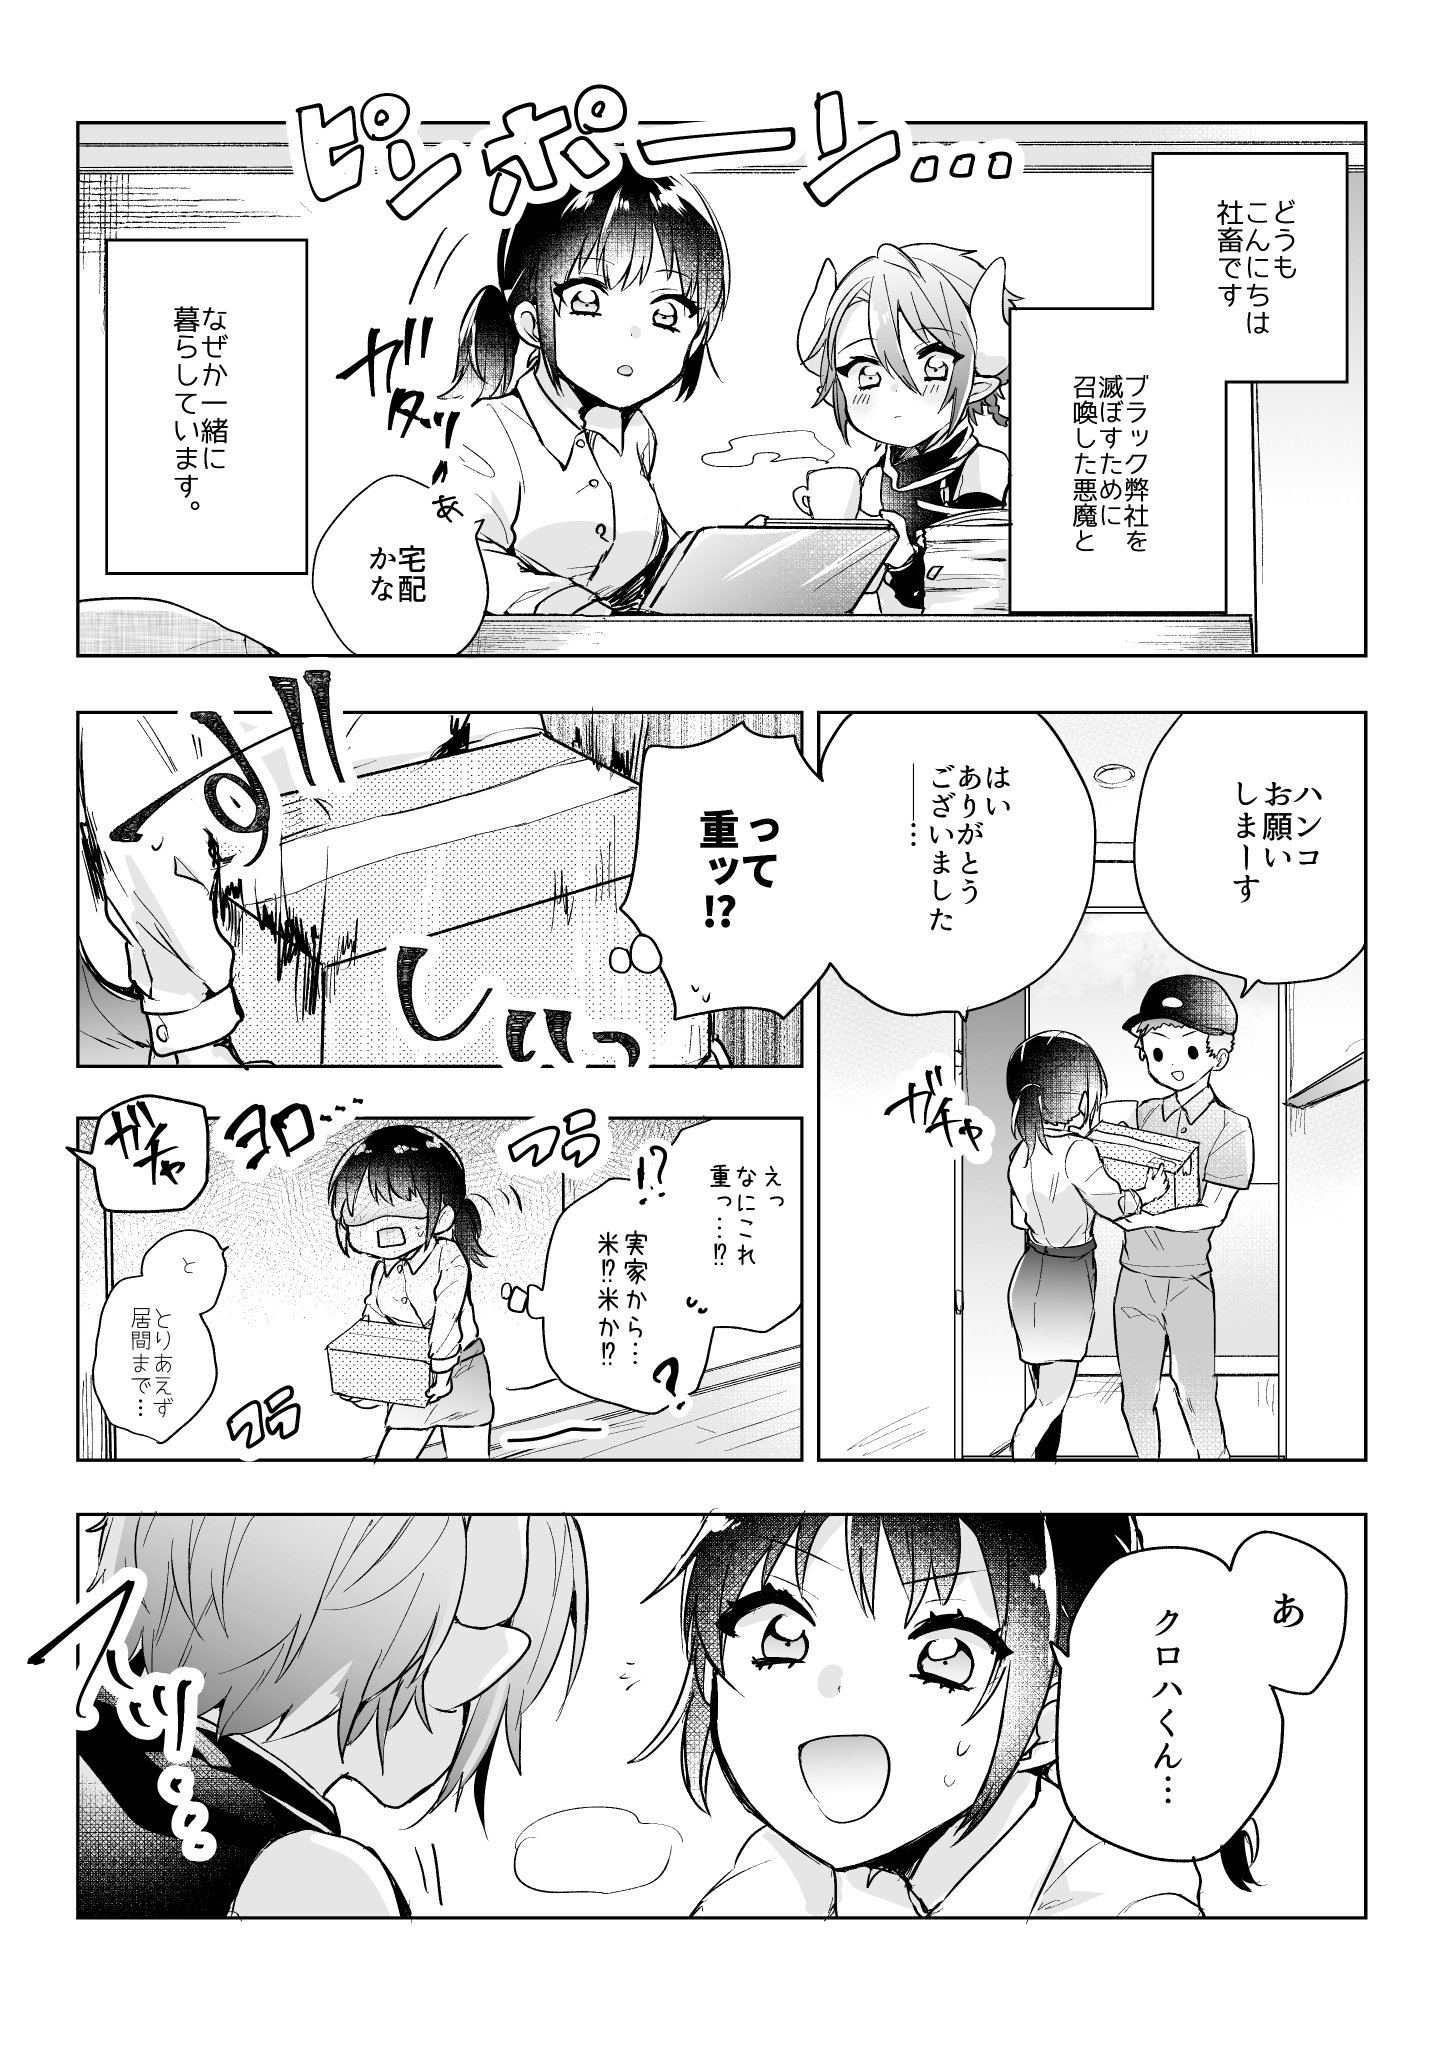 ピンポーン…
どうも
こんにちは
社畜です
ブラック弊社を
滅ぼすために
召喚した悪魔と
なぜか一緒に
暮らしています。
ガタッ
あ
宅配
かな
ハンコ
お願い
しまーす
はい
ありがとう
ございました
――…
ガチャ
って
重ッ!?
ずしいっ
えっ
なにこれ
重っ…!?
!?
実家から…
米!?米か!?
?
フラ
フラ
ヨロ…
ガチャ
と
とりあえず
居間まで…
あ
クロハくん…
スッ…